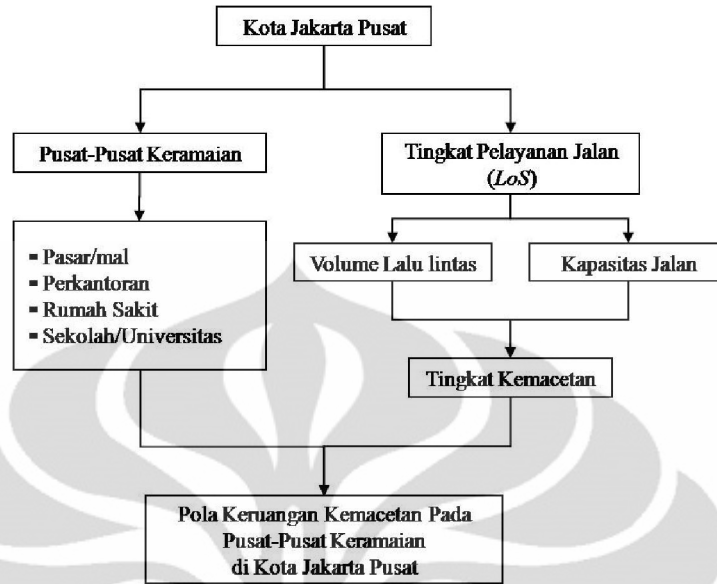 Kota Jakarta Pusat
Pusat-Pusat Keramaian
Tingkat Pelayanan Jalan
(LoS)
▪ Pasar/mal
▪ Perkantoran
▪ Rumah Sakit
▪ Sekolah/Universitas
Volume Lalu lintas
Kapasitas Jalan
Tingkat Kemacetan
Pola Keruangan Kemacetan Pada
Pusat-Pusat Keramaian
di Kota Jakarta Pusat